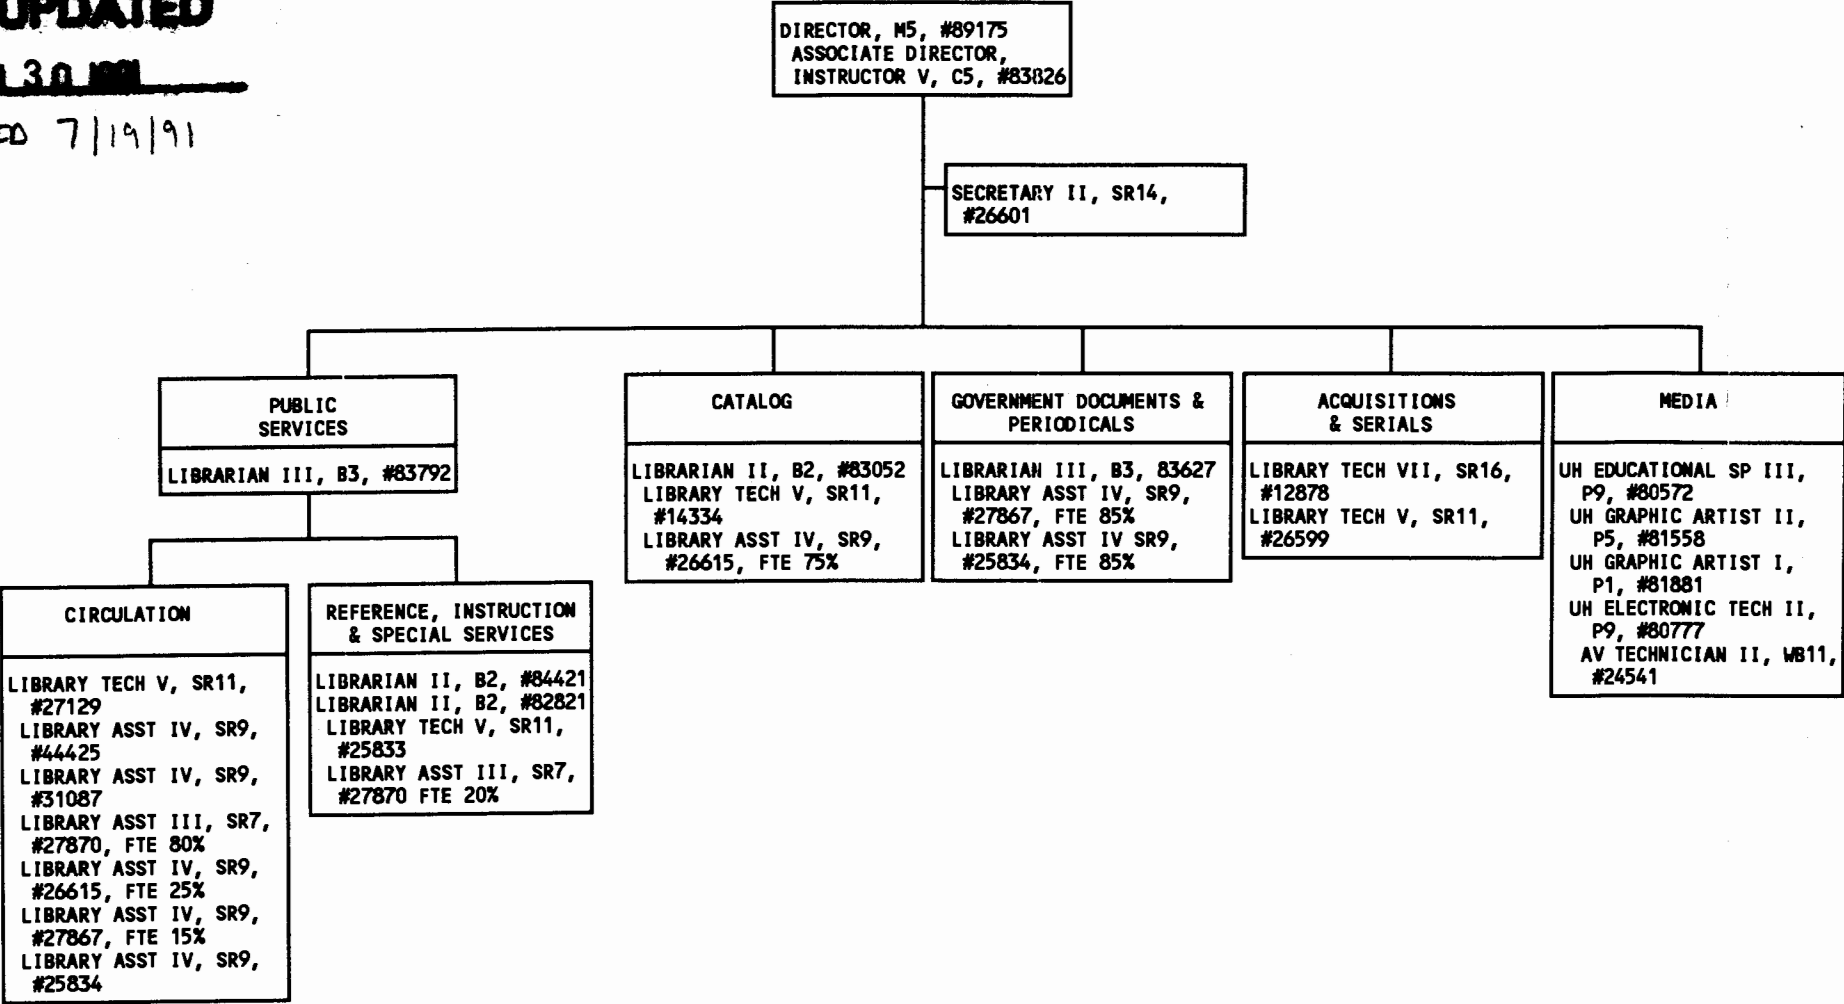 UPDATED
30
7/19/91
DIRECTOR, M5, #89175
ASSOCIATE DIRECTOR,
INSTRUCTOR V, C5, #83826
SECRETARY II, SR14,
#26601
PUBLIC
SERVICES
LIBRARIAN III, B3, #83792
CIRCULATION
LIBRARY TECH V, SR11,
#27129
LIBRARY ASST IV, SR9,
#44425
LIBRARY ASST IV, SR9,
#31087
LIBRARY ASST III, SR7,
#27870, FTE 80%
LIBRARY ASST IV, SR9,
#26615, FTE 25%
LIBRARY ASST IV, SR9,
#27867, FTE 15%
LIBRARY ASST IV, SR9,
#25834
REFERENCE, INSTRUCTION
& SPECIAL SERVICES
LIBRARIAN II, B2, #84421
LIBRARIAN II, B2, #82821
LIBRARY TECH V, SR11,
#25833
LIBRARY ASST III, SR7,
#27870 FTE 20%
CATALOG
LIBRARIAN II, B2, #83052
LIBRARY TECH V, SR11,
#14334
LIBRARY ASST IV, SR9,
#26615, FTE 75%
GOVERNMENT DOCUMENTS &
PERIODICALS
LIBRARIAN III, B3, 83627
LIBRARY ASST IV, SR9,
#27867, FTE 85%
LIBRARY ASST IV SR9,
#25834, FTE 85%
ACQUISITIONS
& SERIALS
LIBRARY TECH VII, SR16,
#12878
LIBRARY TECH V, SR11,
#26599
MEDIA
UH EDUCATIONAL SP III,
P9, #80572
UH GRAPHIC ARTIST II,
P5, #81558
UH GRAPHIC ARTIST I,
P1, #81881
UH ELECTRONIC TECH II,
P9, #80777
AV TECHNICIAN II, WB11,
#24541